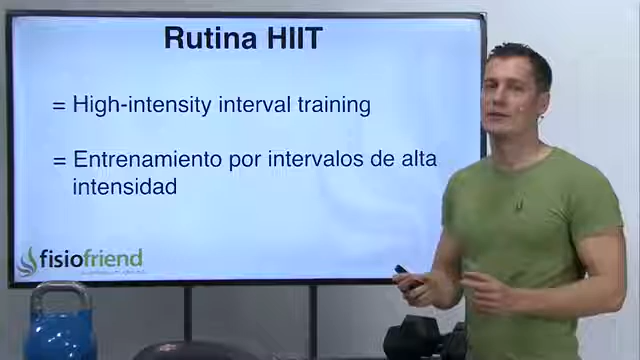 Rutina HIIT
= High-intensity interval training
= Entrenamiento por intervalos de alta
intensidad
fisiofriend